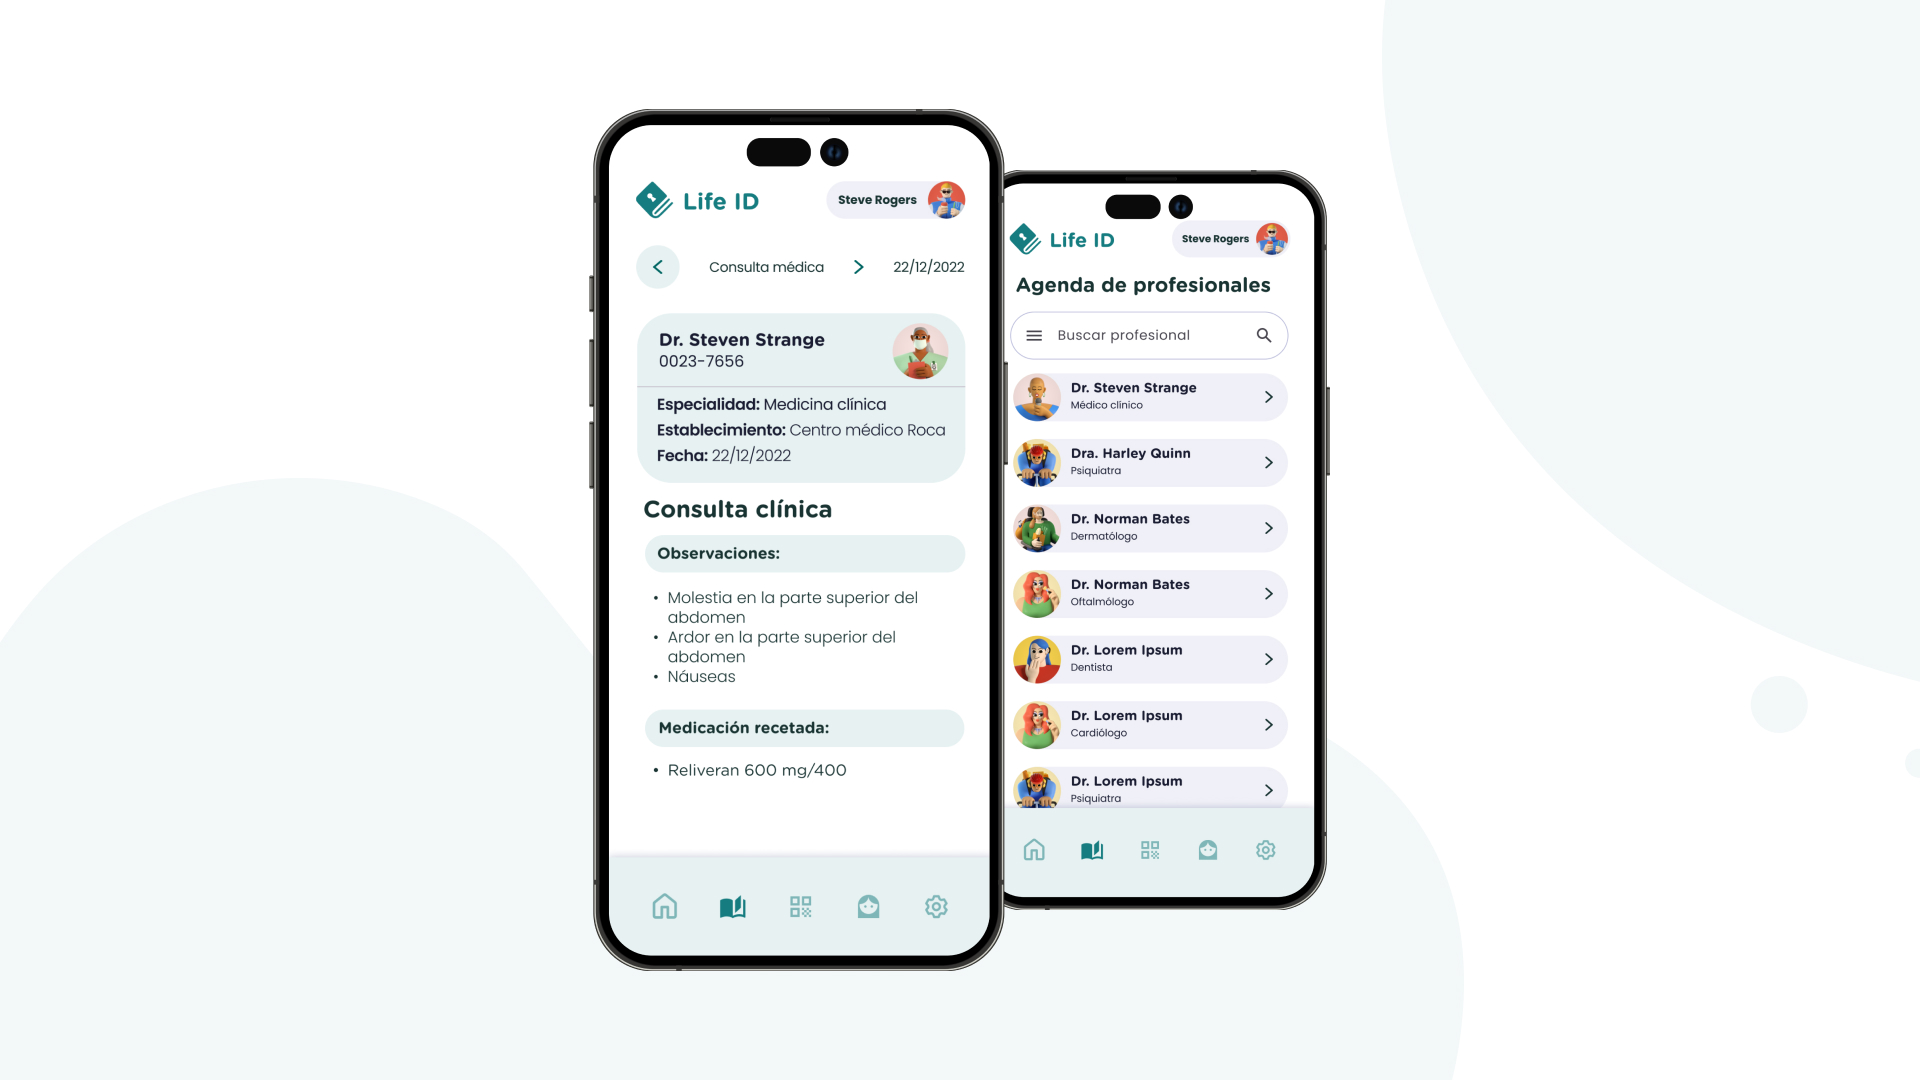 Life ID
Steve Rogers
Consulta médica
22/12/2022
Dr. Steven Strange
0023-7656
Especialidad: Medicina clínica
Establecimiento: Centro médico Roca
Fecha: 22/12/2022
Consulta clínica
Observaciones:
• Molestia en la parte superior del
abdomen
• Ardor en la parte superior del
abdomen
• Náuseas
Medicación recetada:
• Reliveran 600 mg/400
Life ID
Steve Rogers
Agenda de profesionales
Buscar profesional
Dr. Steven Strange
Médico clínico
Dra. Harley Quinn
Psiquiatra
Dr. Norman Bates
Dermatólogo
Dr. Norman Bates
Oftalmólogo
Dr. Lorem Ipsum
Dentista
Dr. Lorem Ipsum
Cardiólogo
Dr. Lorem Ipsum
Psiquiatra